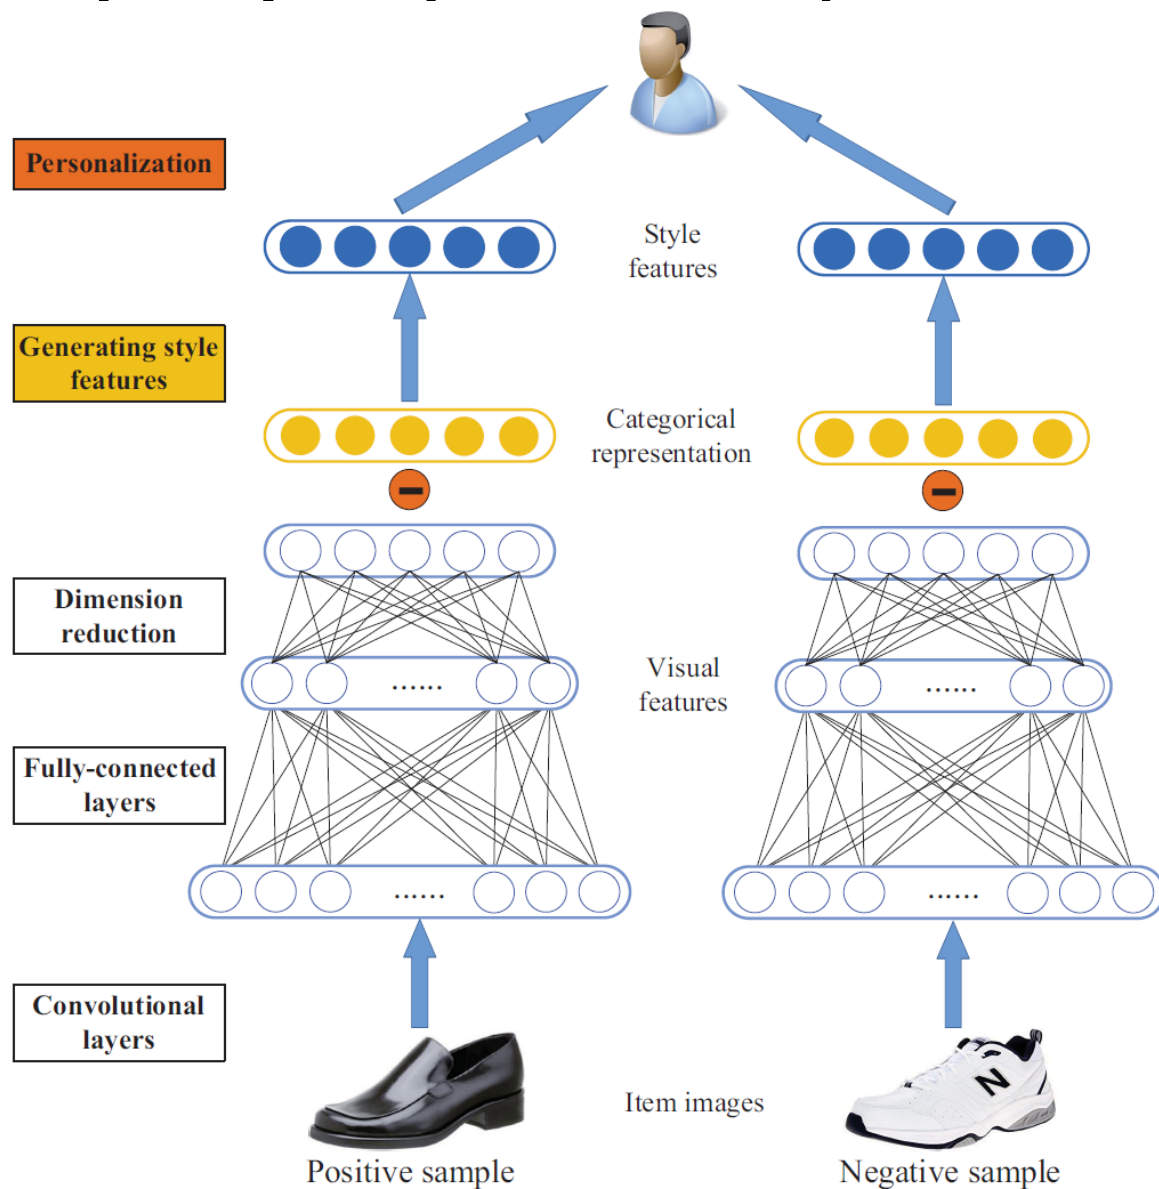 Personalization
Style
features
Generating style
features
Categorical
representation
Dimension
reduction
Visual
features
......
......
Fully-connected
layers
......
......
Convolutional
layers
Item images
N
Positive sample
Negative sample